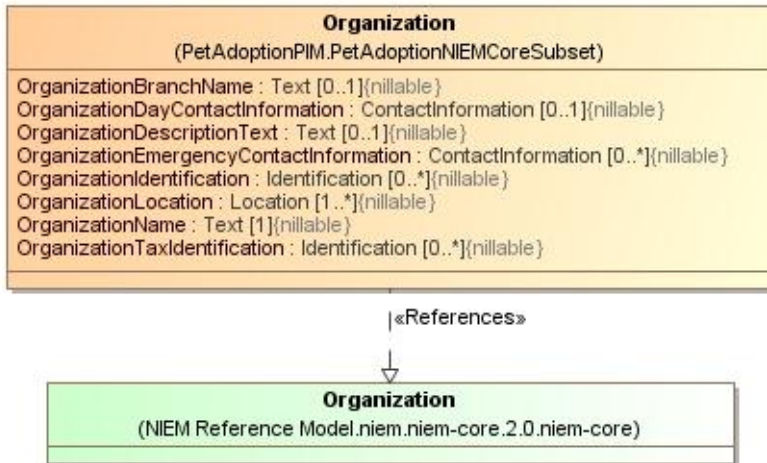 Organization
(PetAdoptionPIM.PetAdoptionNIEMCoreSubset)
OrganizationBranchName : Text [0..1]{nillable}
OrganizationDayContactInformation : ContactInformation [0..1]{nillable}
OrganizationDescriptionText : Text [0..1]{nillable}
OrganizationEmergencyContactInformation : ContactInformation [0..*]{nillable}
OrganizationIdentification : Identification [0..*]{nillable}
OrganizationLocation : Location [1..*]{nillable}
OrganizationName : Text [1]{nillable}
OrganizationTaxIdentification : Identification [0..*]{nillable}
«References»
Organization
(NIEM Reference Model.niem.niem-core.2.0.niem-core)